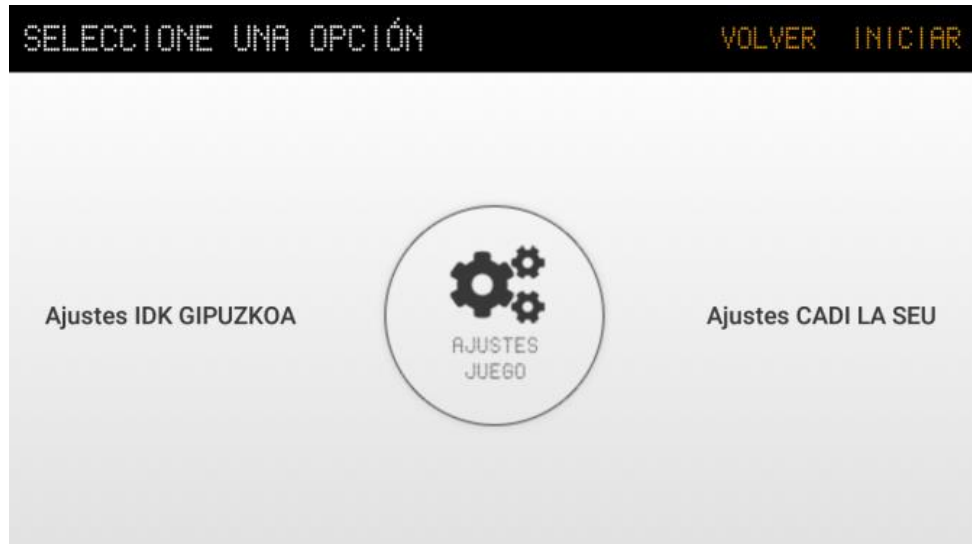 SELECCIONE UNA OPCIÓN
VOLVER INICIAR
Ajustes IDK GIPUZKOA
AJUSTES
JUEGO
Ajustes CADI LA SEU